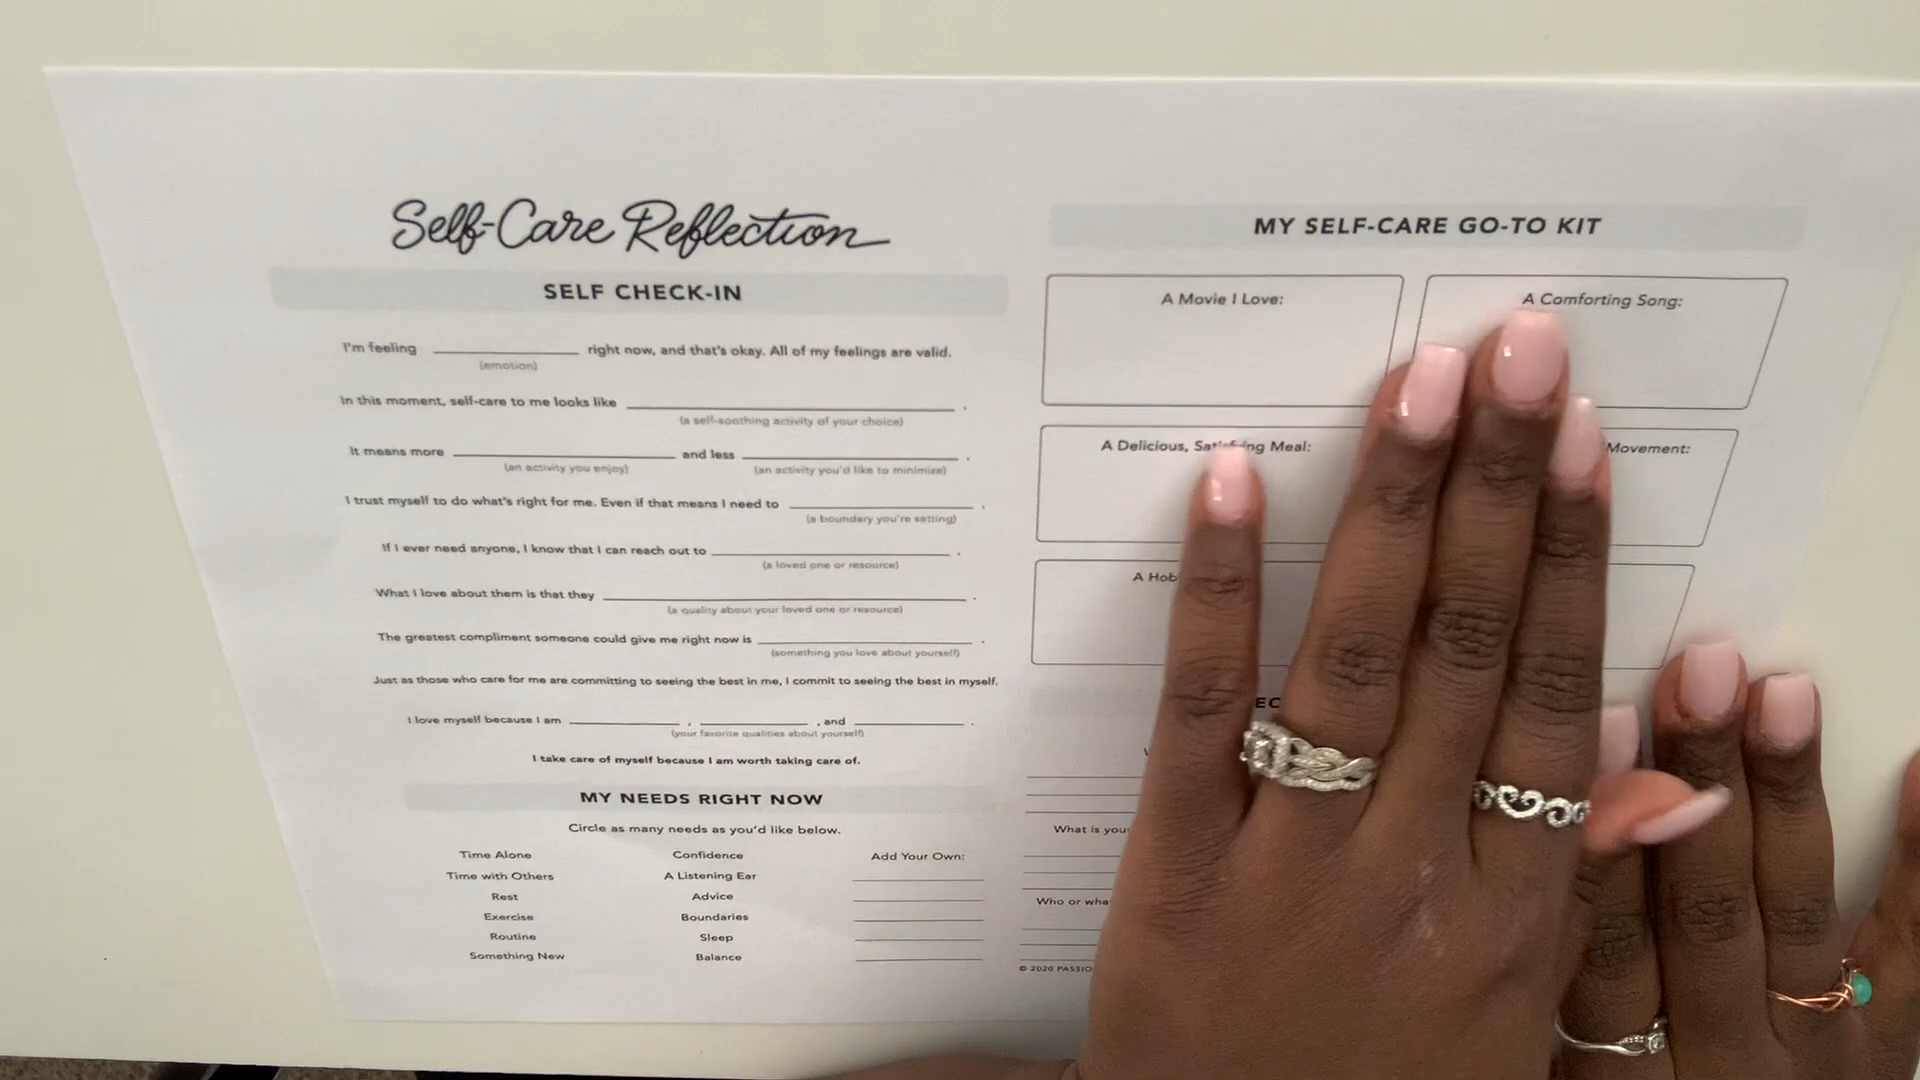 Self-Care Reflection
SELF CHECK-IN
I'm feeling right now, and that's okay. All of my feelings are valid.
(emotion)
In this moment, self-care to me looks like .
(a self-soothing activity of your choice)
It means more and less .
(an activity you enjoy) (an activity you'd like to minimize)
I trust myself to do what's right for me. Even if that means I need to .
(a boundary you're setting)
If I ever need anyone, I know that I can reach out to .
(a loved one or resource)
What I love about them is that they .
(a quality about your loved one or resource)
The greatest compliment someone could give me right now is .
(something you love about yourself)
Just as those who care for me are committing to seeing the best in me, I commit to seeing the best in myself.
I love myself because I am , , and .
(your favorite qualities about yourself)
I take care of myself because I am worth taking care of.
MY NEEDS RIGHT NOW
Circle as many needs as you'd like below.
Time Alone
Time with Others
Rest
Exercise
Routine
Something New
Confidence
A Listening Ear
Advice
Boundaries
Sleep
Balance
Add Your Own:
MY SELF-CARE GO-TO KIT
A Movie I Love:
A Comforting Song:
A Delicious, Satisfying Meal:
Movement:
A
What is
Who or
© 2020